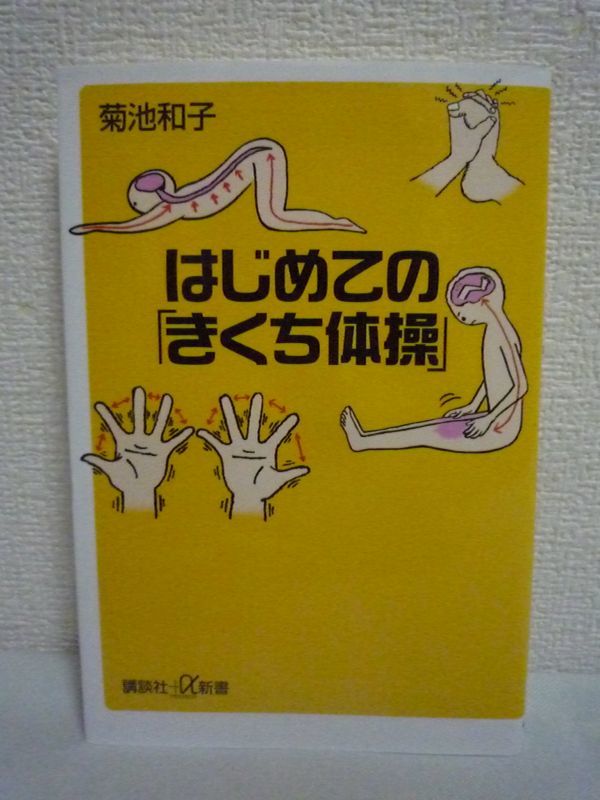 菊池和子
はじめての
「きくち体操」
講談社+α新書